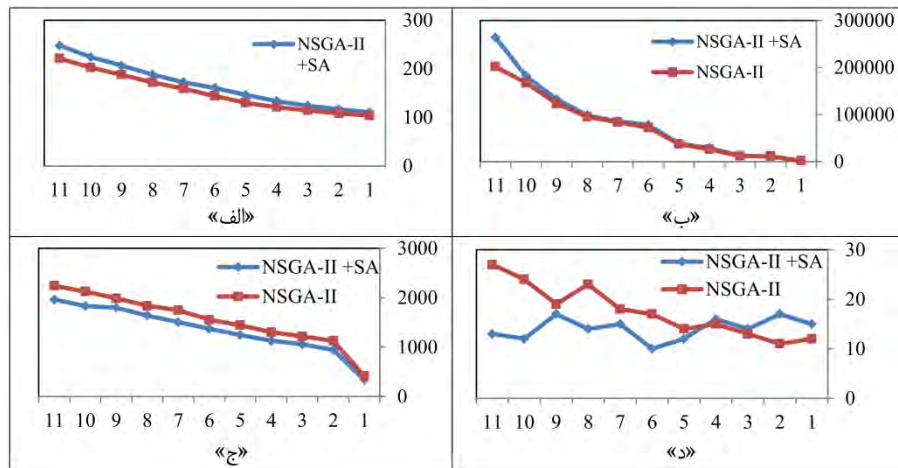 300
200
100
0
NSGA-II
+SA
11 10 9 8 7 6 5 4 3 2 1
«الف»
300000
200000
100000
0
NSGA-II +SA
NSGA-II
11 10 9 8 7 6 5 4 3 2 1
«ب»
3000
2000
1000
0
NSGA-II +SA
NSGA-II
11 10 9 8 7 6 5 4 3 2 1
«ج»
30
20
10
0
NSGA-II +SA
NSGA-II
11 10 9 8 7 6 5 4 3 2 1
«د»